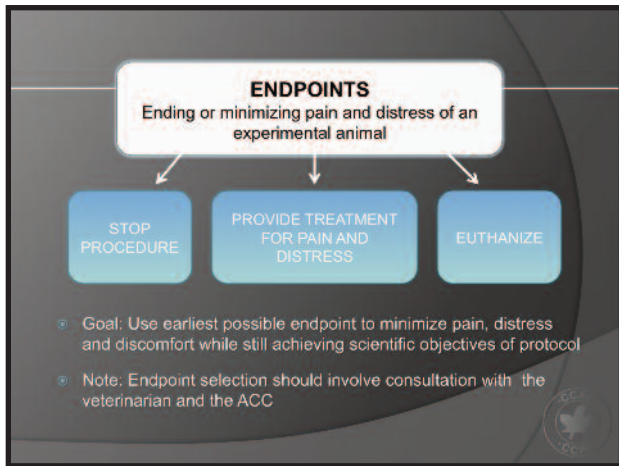 ENDPOINTS
Ending or minimizing pain and distress of an
experimental animal
STOP
PROCEDURE
PROVIDE TREATMENT
FOR PAIN AND
DISTRESS
EUTHANIZE
Goal: Use earliest possible endpoint to minimize pain, distress
and discomfort while still achieving scientific objectives of protocol
Note: Endpoint selection should involve consultation with the
veterinarian and the ACC